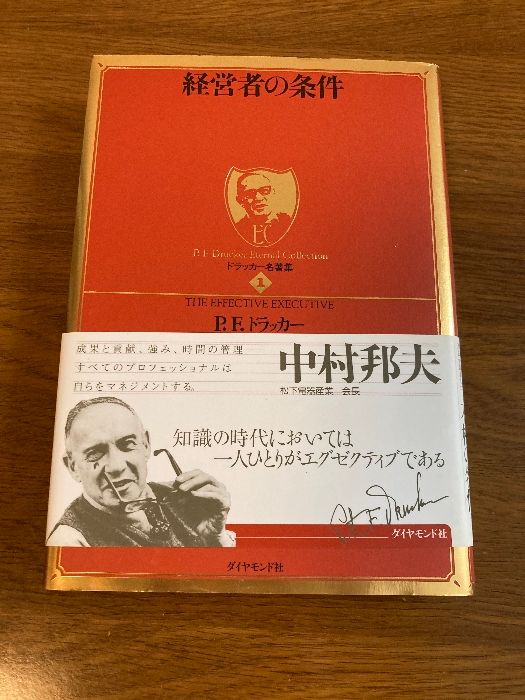 経営者の条件
EC
P. F. Drucker Eternal Collection
ドラッカー名著集
1
THE EFFECTIVE EXECUTIVE
P.F.ドラッカー
成果と貢献、強み、時間の管理
すべてのプロフェッショナルは
自らをマネジメントする。
中村邦夫
松下電器産業 会長
知識の時代においては
一人ひとりがエグゼクティブである
Peter F. Drucker
ダイヤモンド社
ダイヤモンド社